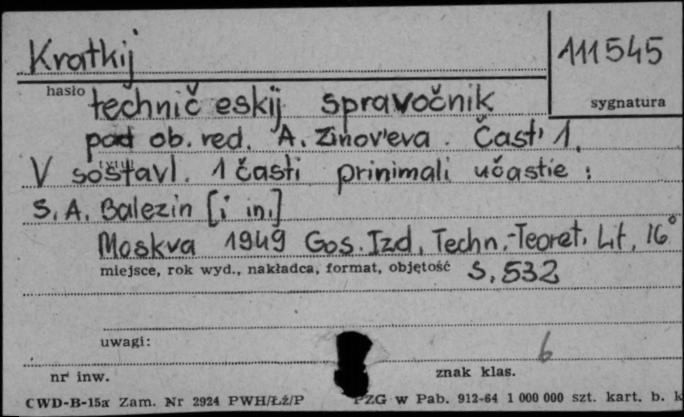 Kratkij 111545
hasło techničeskij spravočnik sygnatura
pod ob. red. A. Zinov'eva. Čast' 1.
V sostavl. 1 časti prinimali učastie:
S. A. Balezin [i in.]
Moskva 1949 Gos. Izd. Techn.-Teoret. Lit. 16°
miejsce, rok wyd., nakładca, format, objętość S. 532
uwagi:
6
nr inw. znak klas.
CWD-B-15a Zam. Nr 2924 PWH/Łż/P PZG w Pab. 912-64 1 000 000 szt. kart. b. k